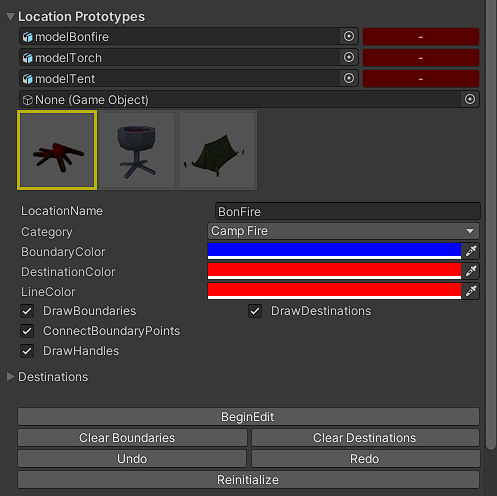 Location Prototypes
modelBonfire -
modelTorch -
modelTent -
None (Game Object)
LocationName BonFire
Category Camp Fire
BoundaryColor
DestinationColor
LineColor
DrawBoundaries DrawDestinations
ConnectBoundaryPoints
DrawHandles
Destinations
BeginEdit
Clear Boundaries Clear Destinations
Undo Redo
Reinitialize